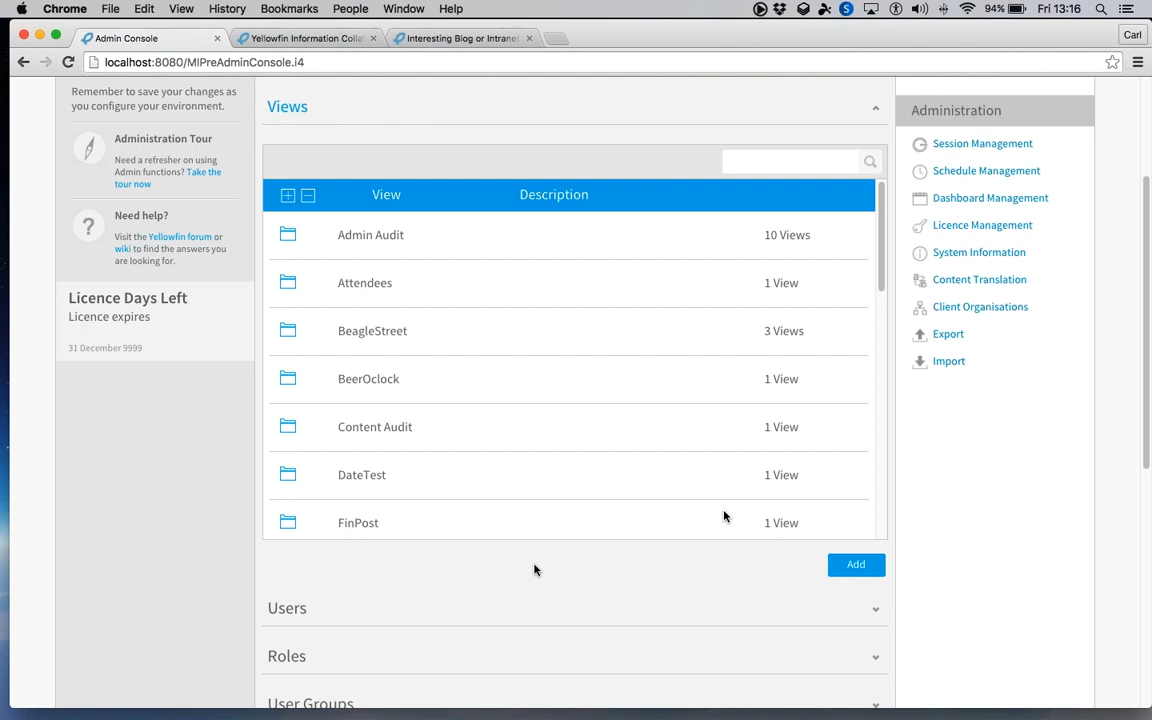 Chrome File Edit View History Bookmarks People Window Help
94% Fri 13:16
Admin Console
Yellowfin Information Colla
Interesting Blog or Intranet
Carl
localhost:8080/MIPreAdminConsole.i4
Remember to save your changes as
you configure your environment.
Administration Tour
Need a refresher on using
Admin functions? Take the
tour now
Need help?
Visit the Yellowfin forum or
wiki to find the answers you
are looking for.
Licence Days Left
Licence expires
31 December 9999
Views
View Description
Admin Audit 10 Views
Attendees 1 View
BeagleStreet 3 Views
BeerOclock 1 View
Content Audit 1 View
DateTest 1 View
FinPost 1 View
Add
Users
Roles
User Groups
Administration
Session Management
Schedule Management
Dashboard Management
Licence Management
System Information
Content Translation
Client Organisations
Export
Import